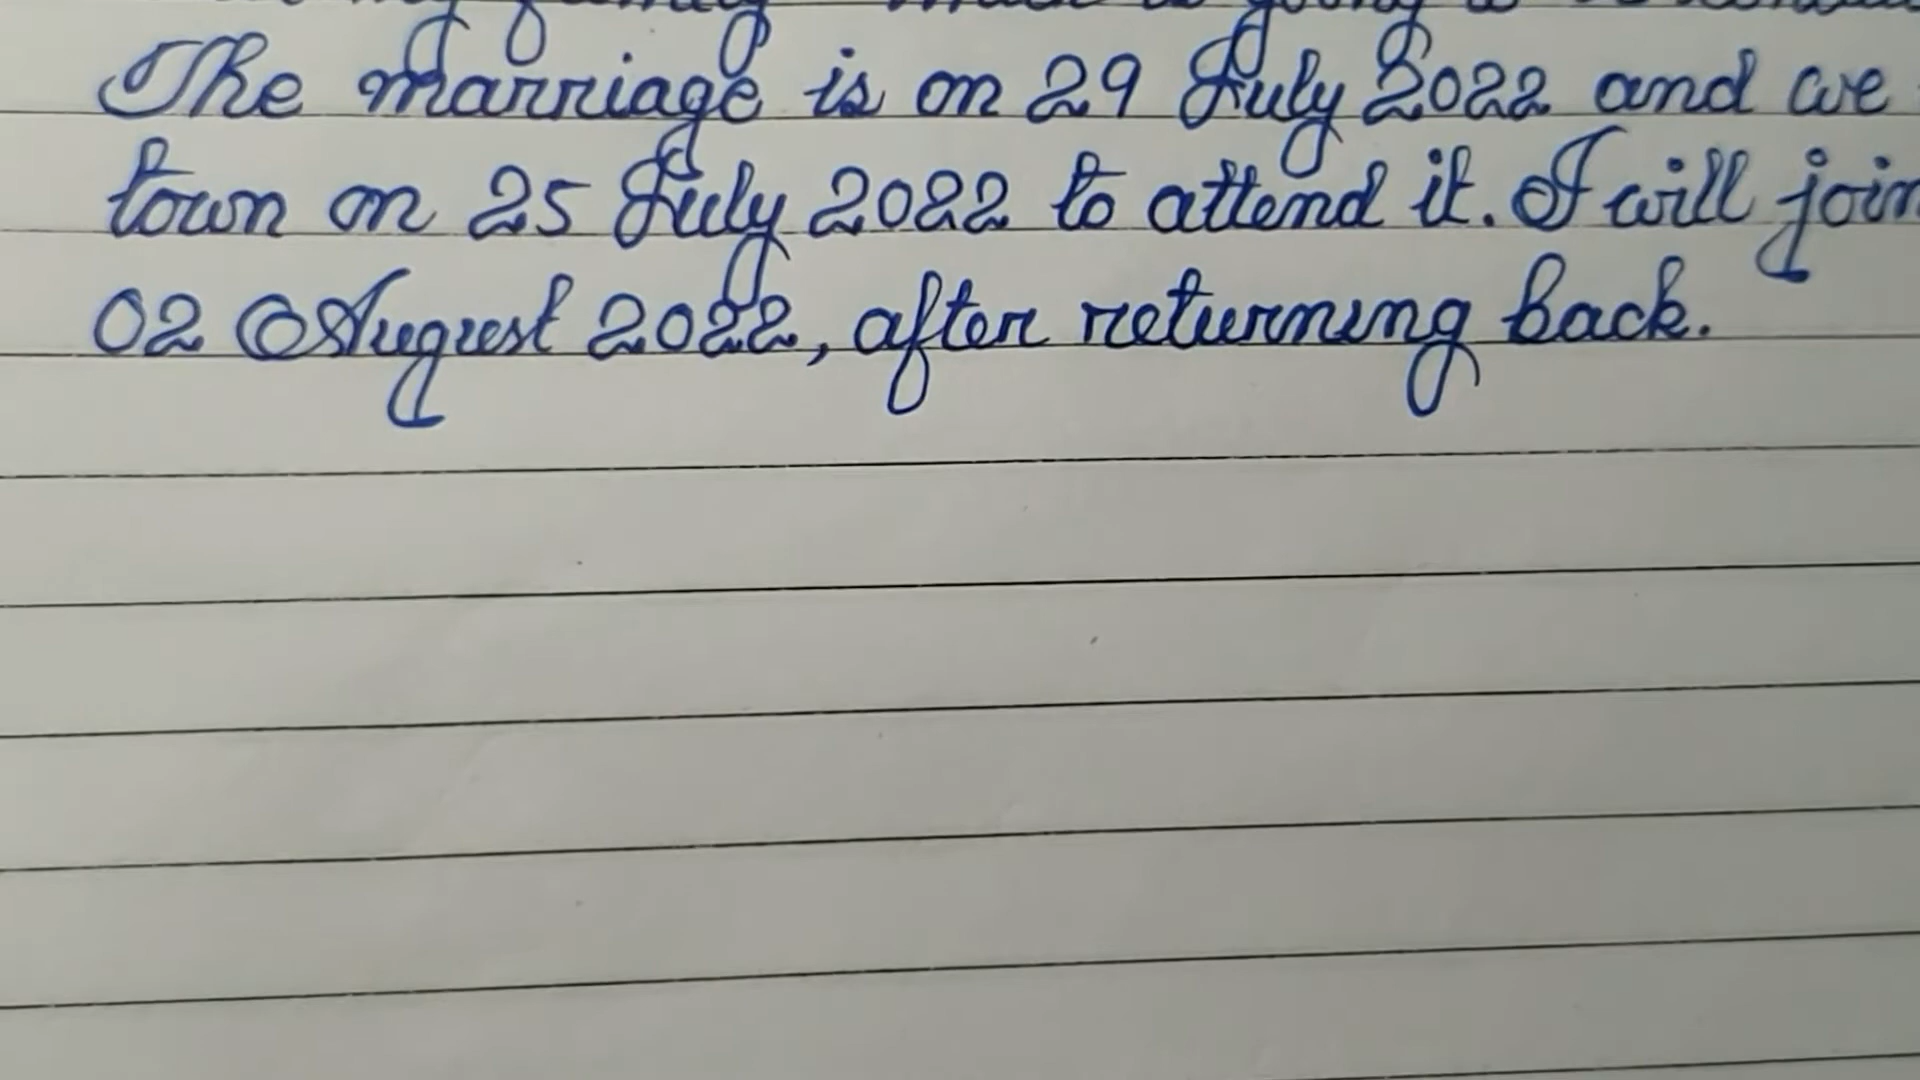 The marriage is on 29 July 2022 and we
town on 25 July 2022 to attend it. I will join
02 August 2022, after returning back.